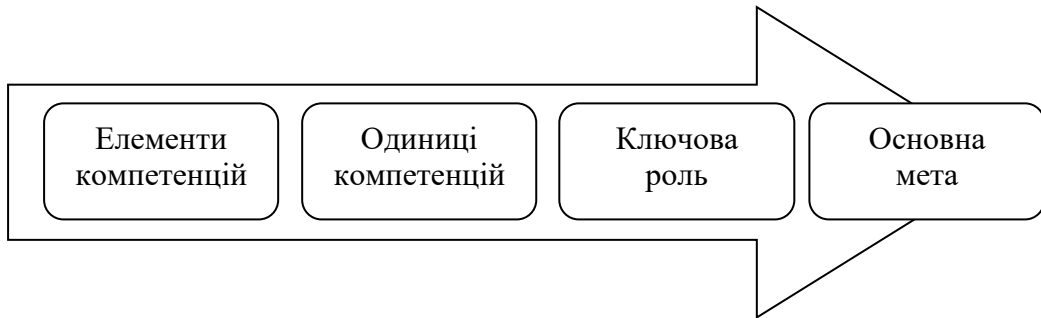 Елементи
компетенцій
Одиниці
компетенцій
Ключова
роль
Основна
мета